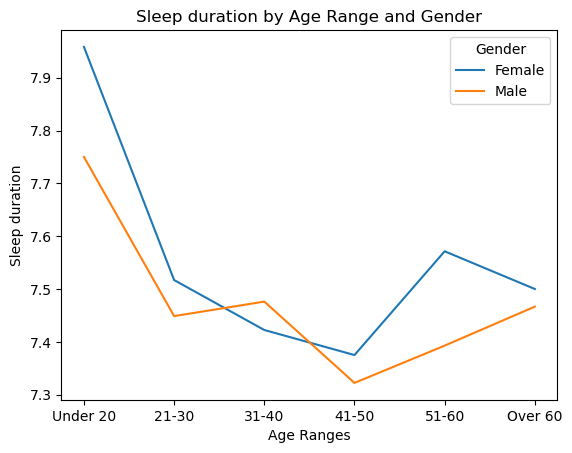 Sleep duration by Age Range and Gender
Gender
Female
Male
7.9
7.8
7.7
7.6
7.5
7.4
7.3
Sleep duration
Under 20 21-30 31-40 41-50 51-60 Over 60
Age Ranges